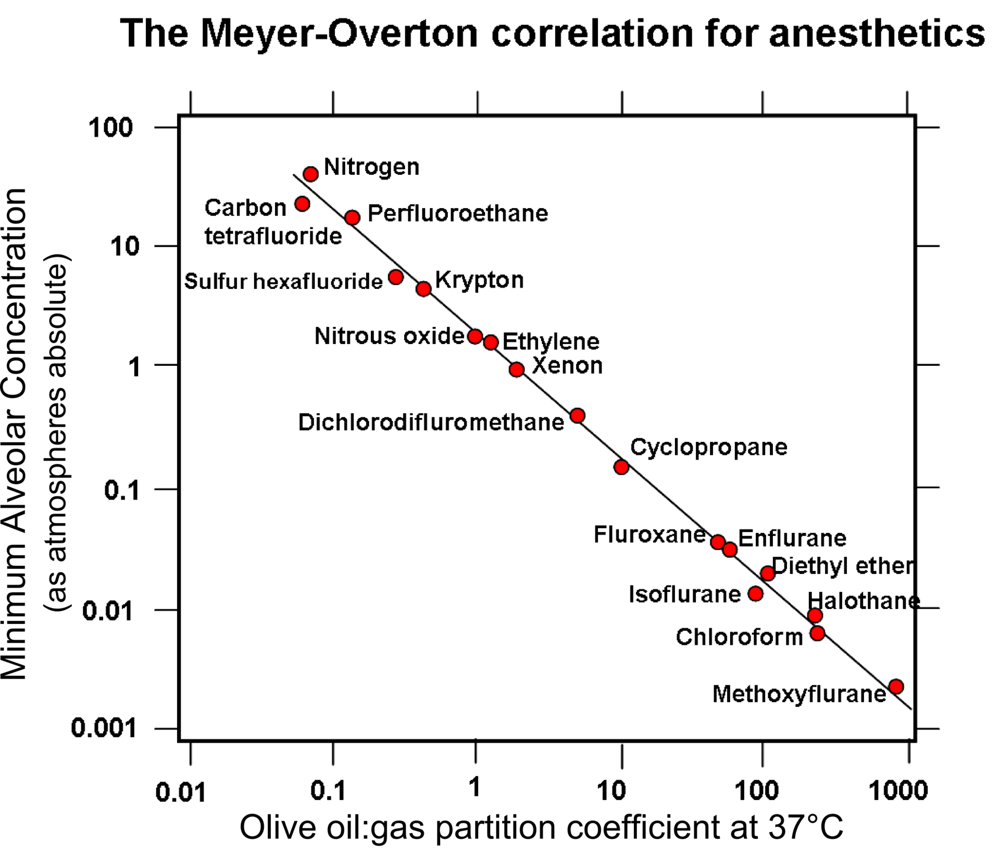 The Meyer-Overton correlation for anesthetics
Minimum Alveolar Concentration
(as atmospheres absolute)
100
10
1
0.1
0.01
0.001
Nitrogen
Carbon
tetrafluoride
Perfluoroethane
Sulfur hexafluoride
Krypton
Nitrous oxide
Ethylene
Xenon
Dichlorodifluromethane
Cyclopropane
Fluroxane
Enflurane
Diethyl ether
Isoflurane
Halothane
Chloroform
Methoxyflurane
0.01 0.1 1 10 100 1000
Olive oil:gas partition coefficient at 37°C